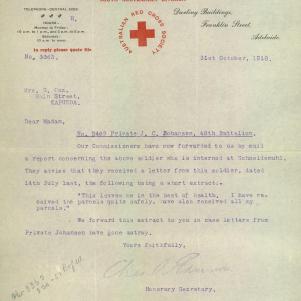 TELEPHONE—CENTRAL
HOURS:
In reply please quote file
No. 3363.
AUSTRALIAN RED CROSS SOCIETY
Darling Buildings,
Franklin Street,
Adelaide.
31st October, 1918.
Mrs. E. Cox,
Main Street,
KAPUNDA.
Dear Madam,
No. 2469 Private J. C. Johansen, 48th Battalion.
Our Commissioners have now forwarded to us by mail
a report concerning the above soldier who is interned at Schneidemuhl.
They advise that they received a letter from this soldier, dated
14th July last, the following being a short extract:-
"This leaves me in the best of health, I have re-
ceived the parcels quite safely, have also received all my
parcels."
We forward this extract to you in case letters from
Private Johansen have gone astray.
Yours faithfully,
Honorary Secretary.